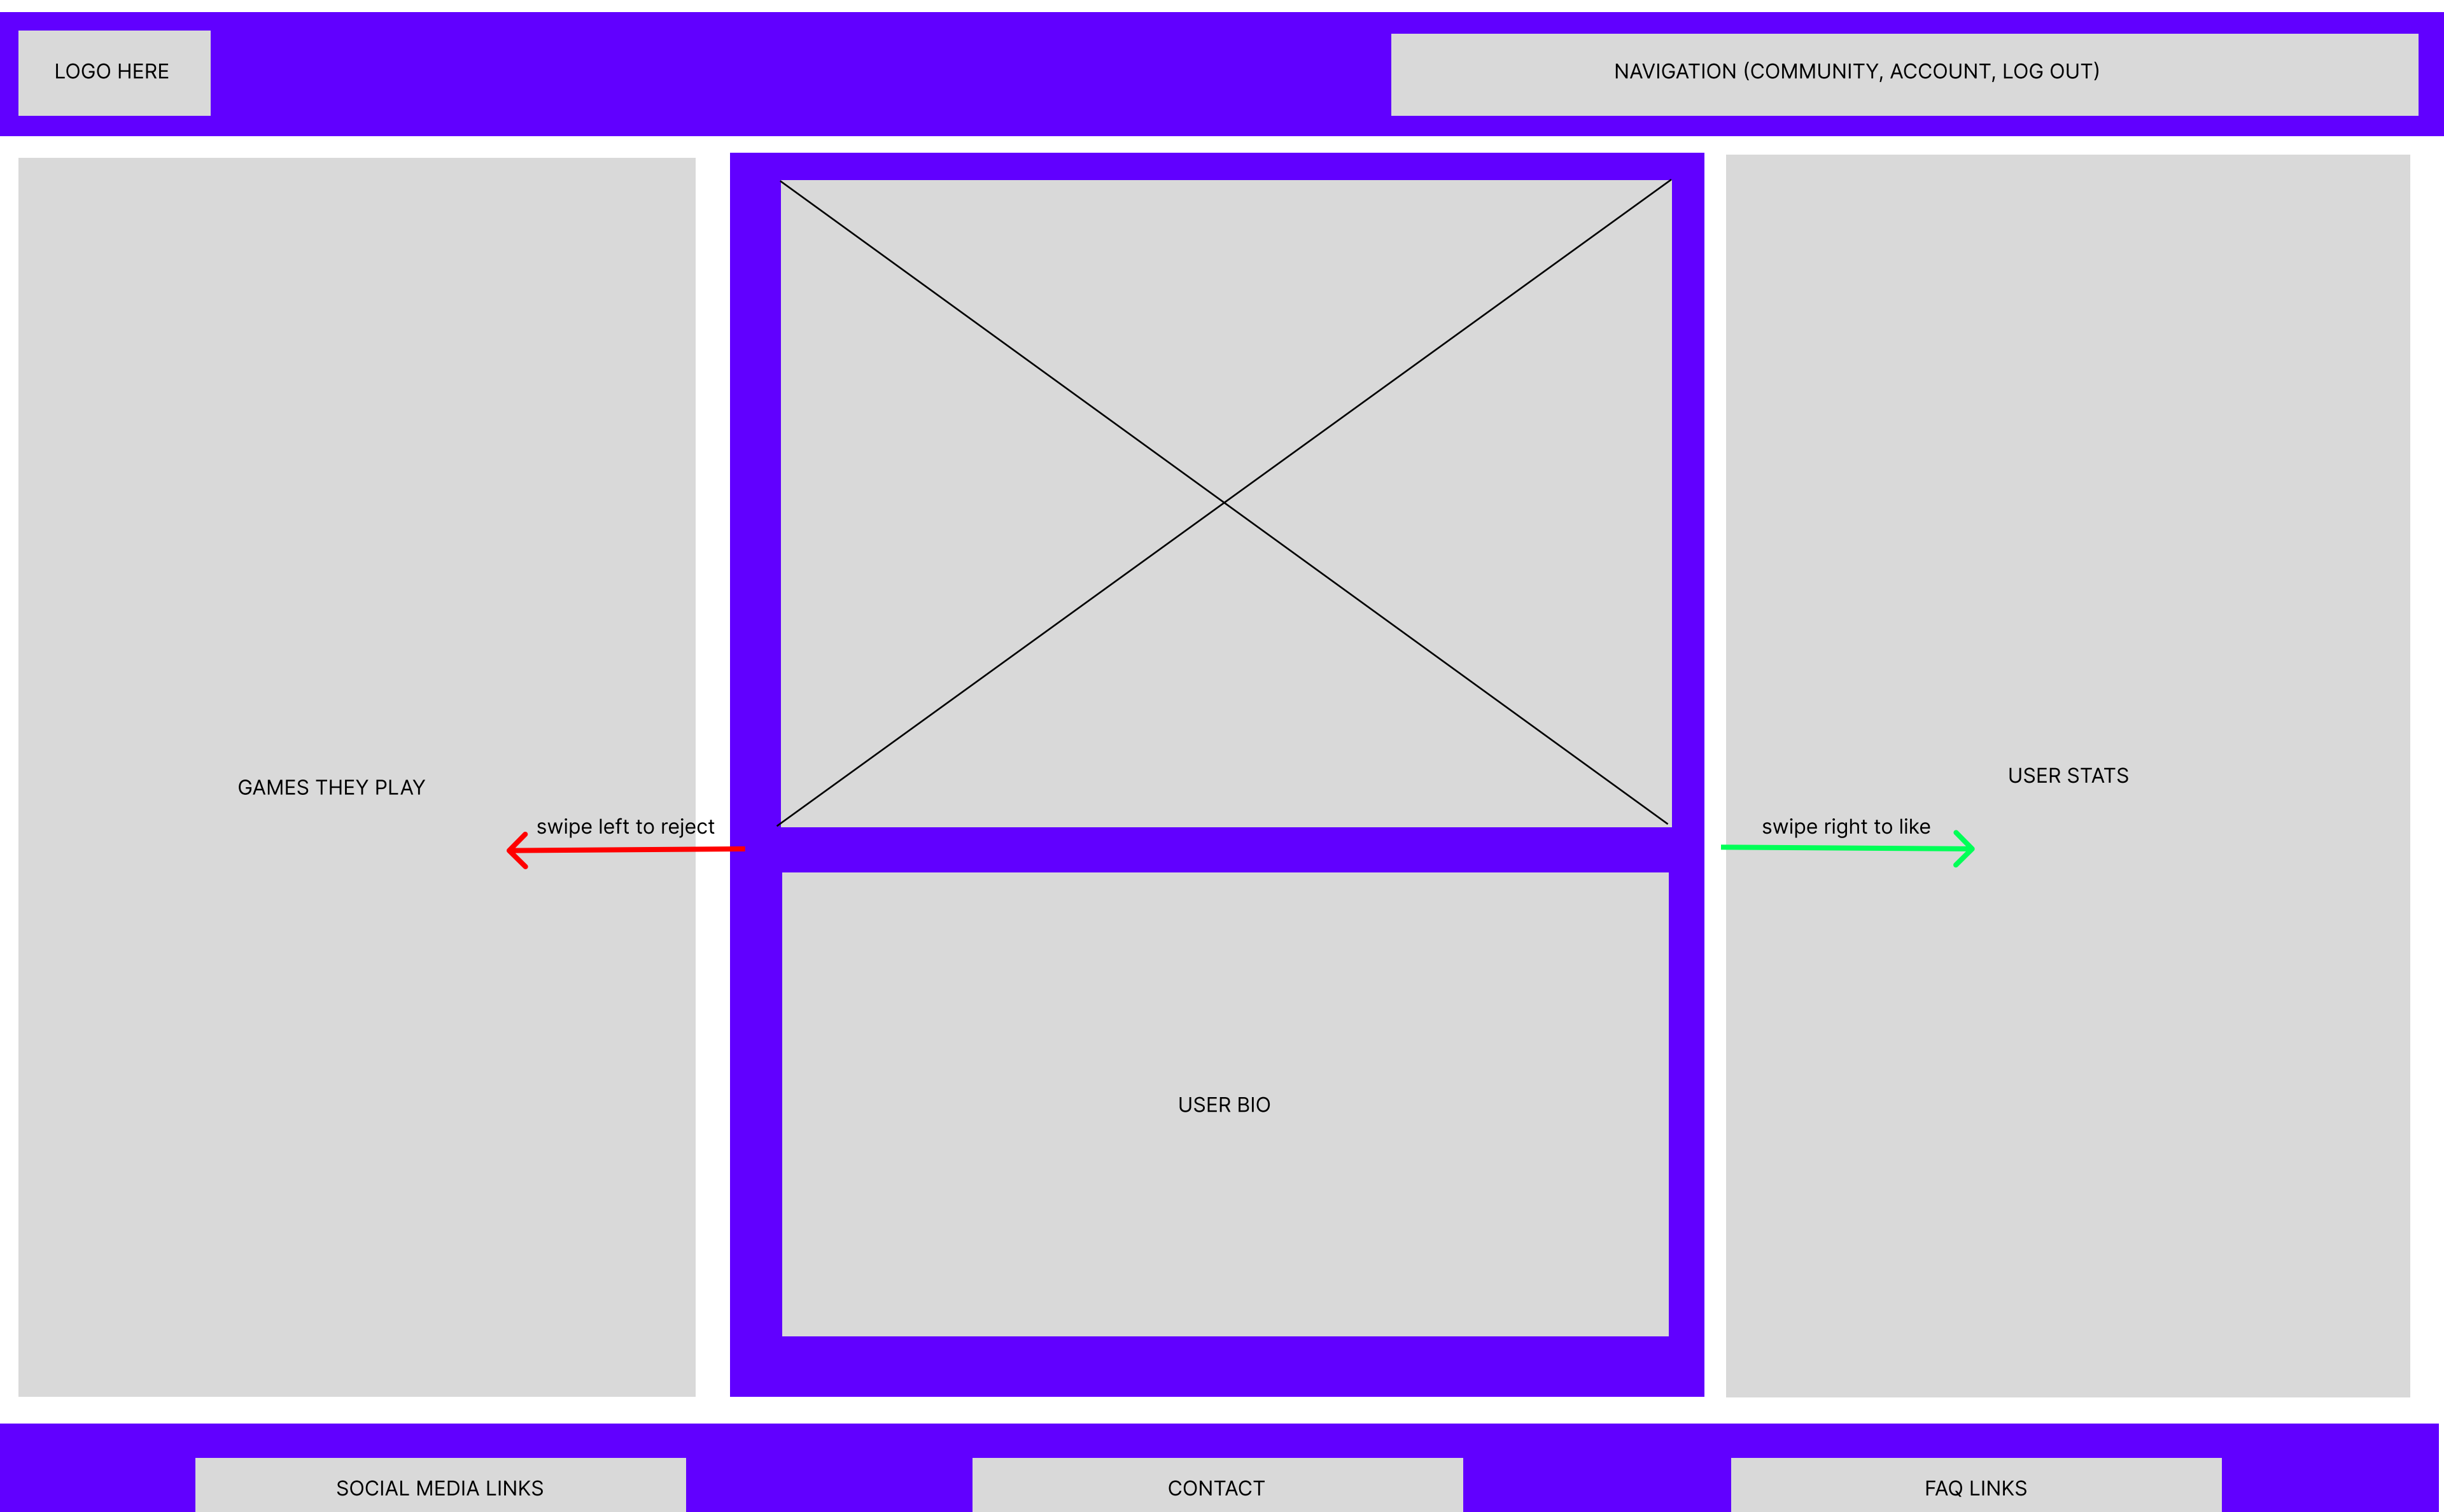 LOGO HERE
NAVIGATION (COMMUNITY, ACCOUNT, LOG OUT)
GAMES THEY PLAY
USER STATS
swipe left to reject
swipe right to like
USER BIO
SOCIAL MEDIA LINKS
CONTACT
FAQ LINKS